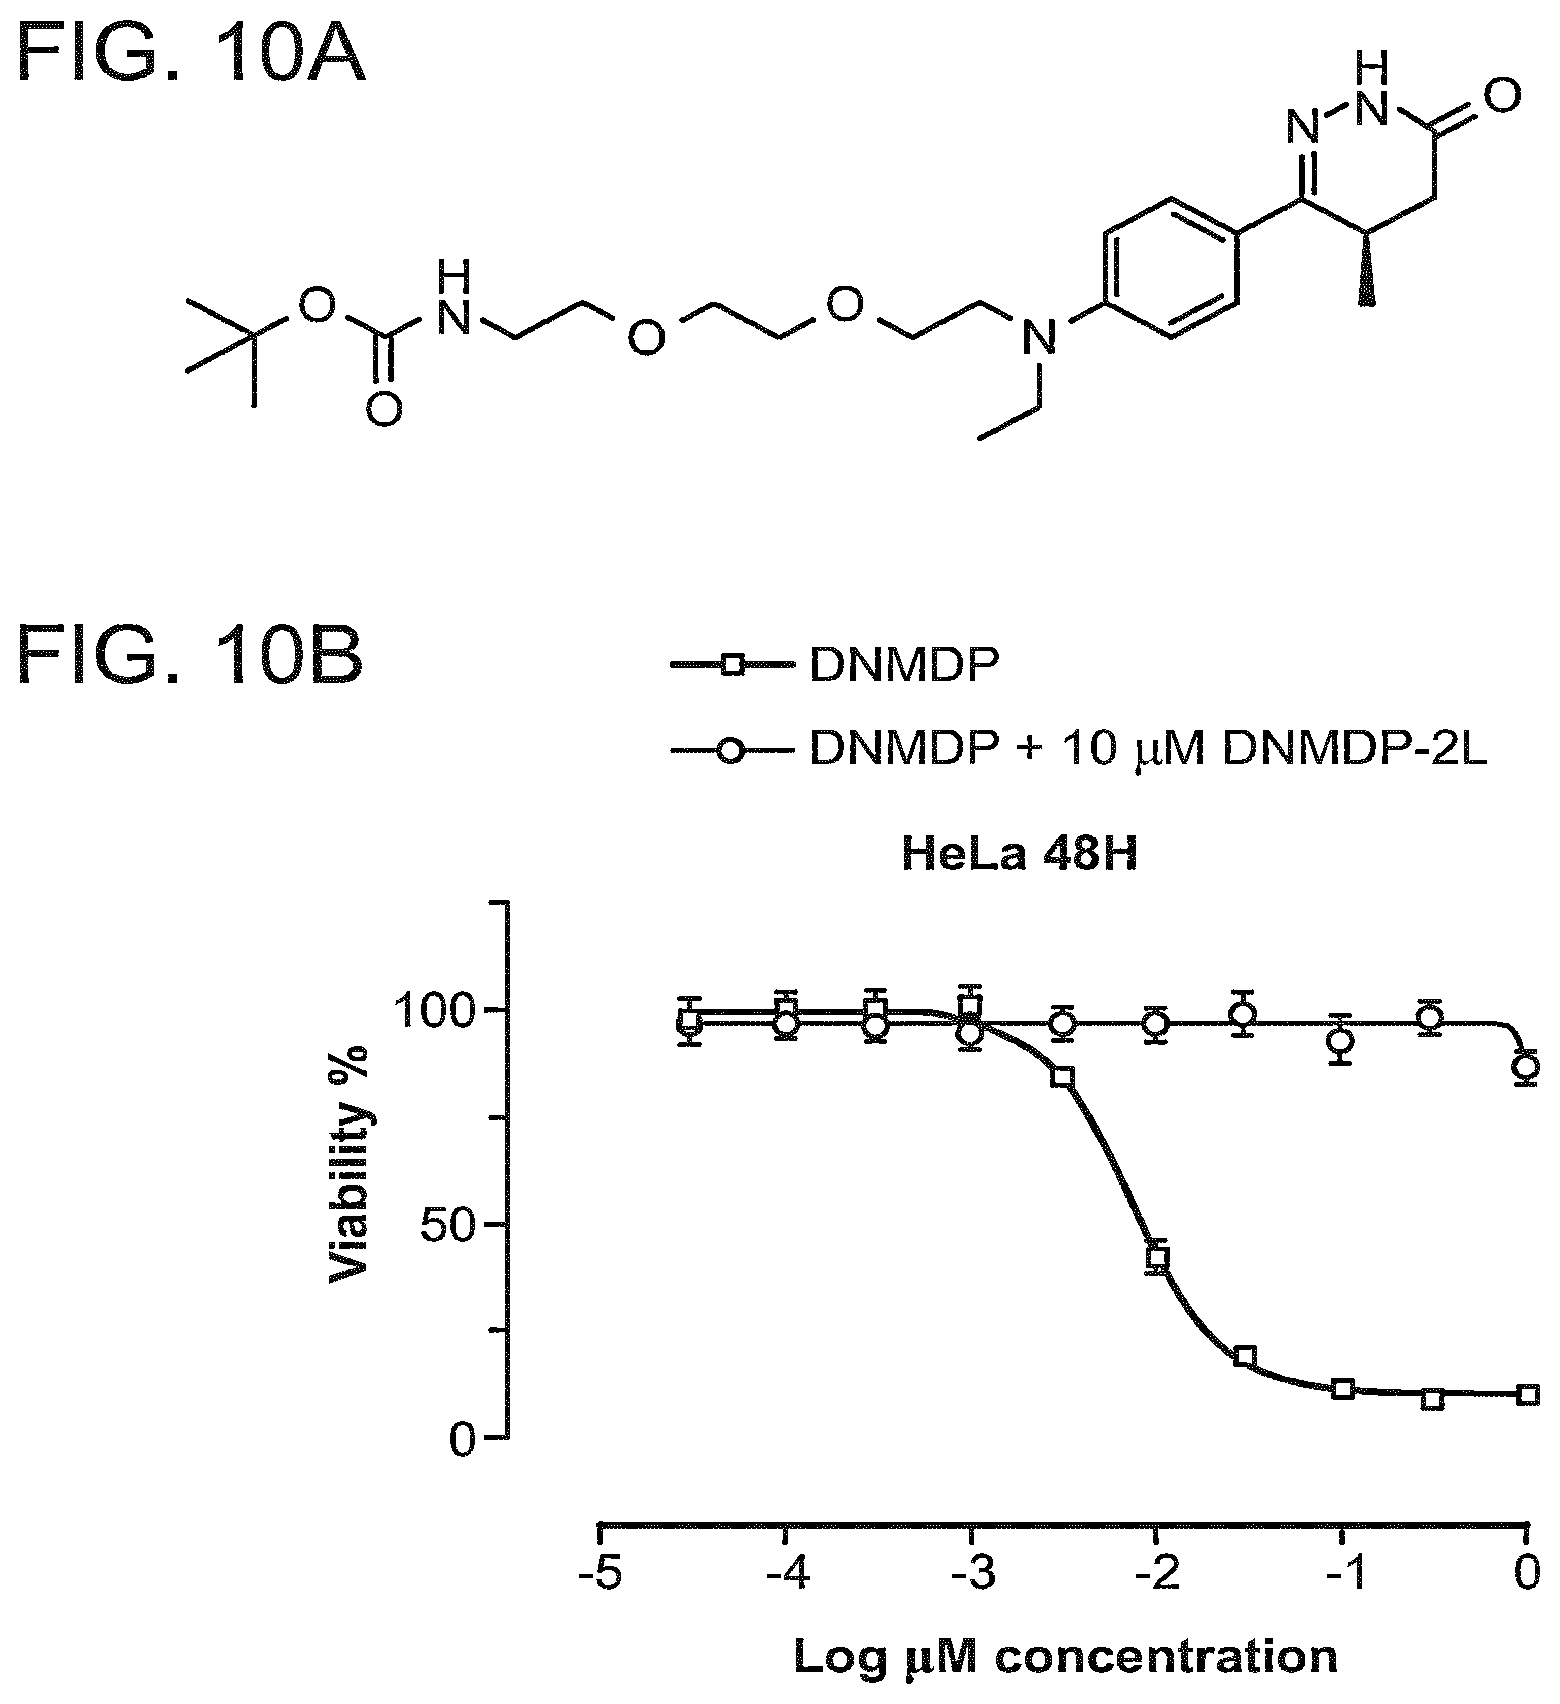 FIG. 10A
H
N
N
O
H
N
O
O
O
O
N
FIG. 10B
DNMDP
DNMDP + 10 µM DNMDP-2L
HeLa 48H
Viability %
100
50
0
-5 -4 -3 -2 -1 0
Log µM concentration